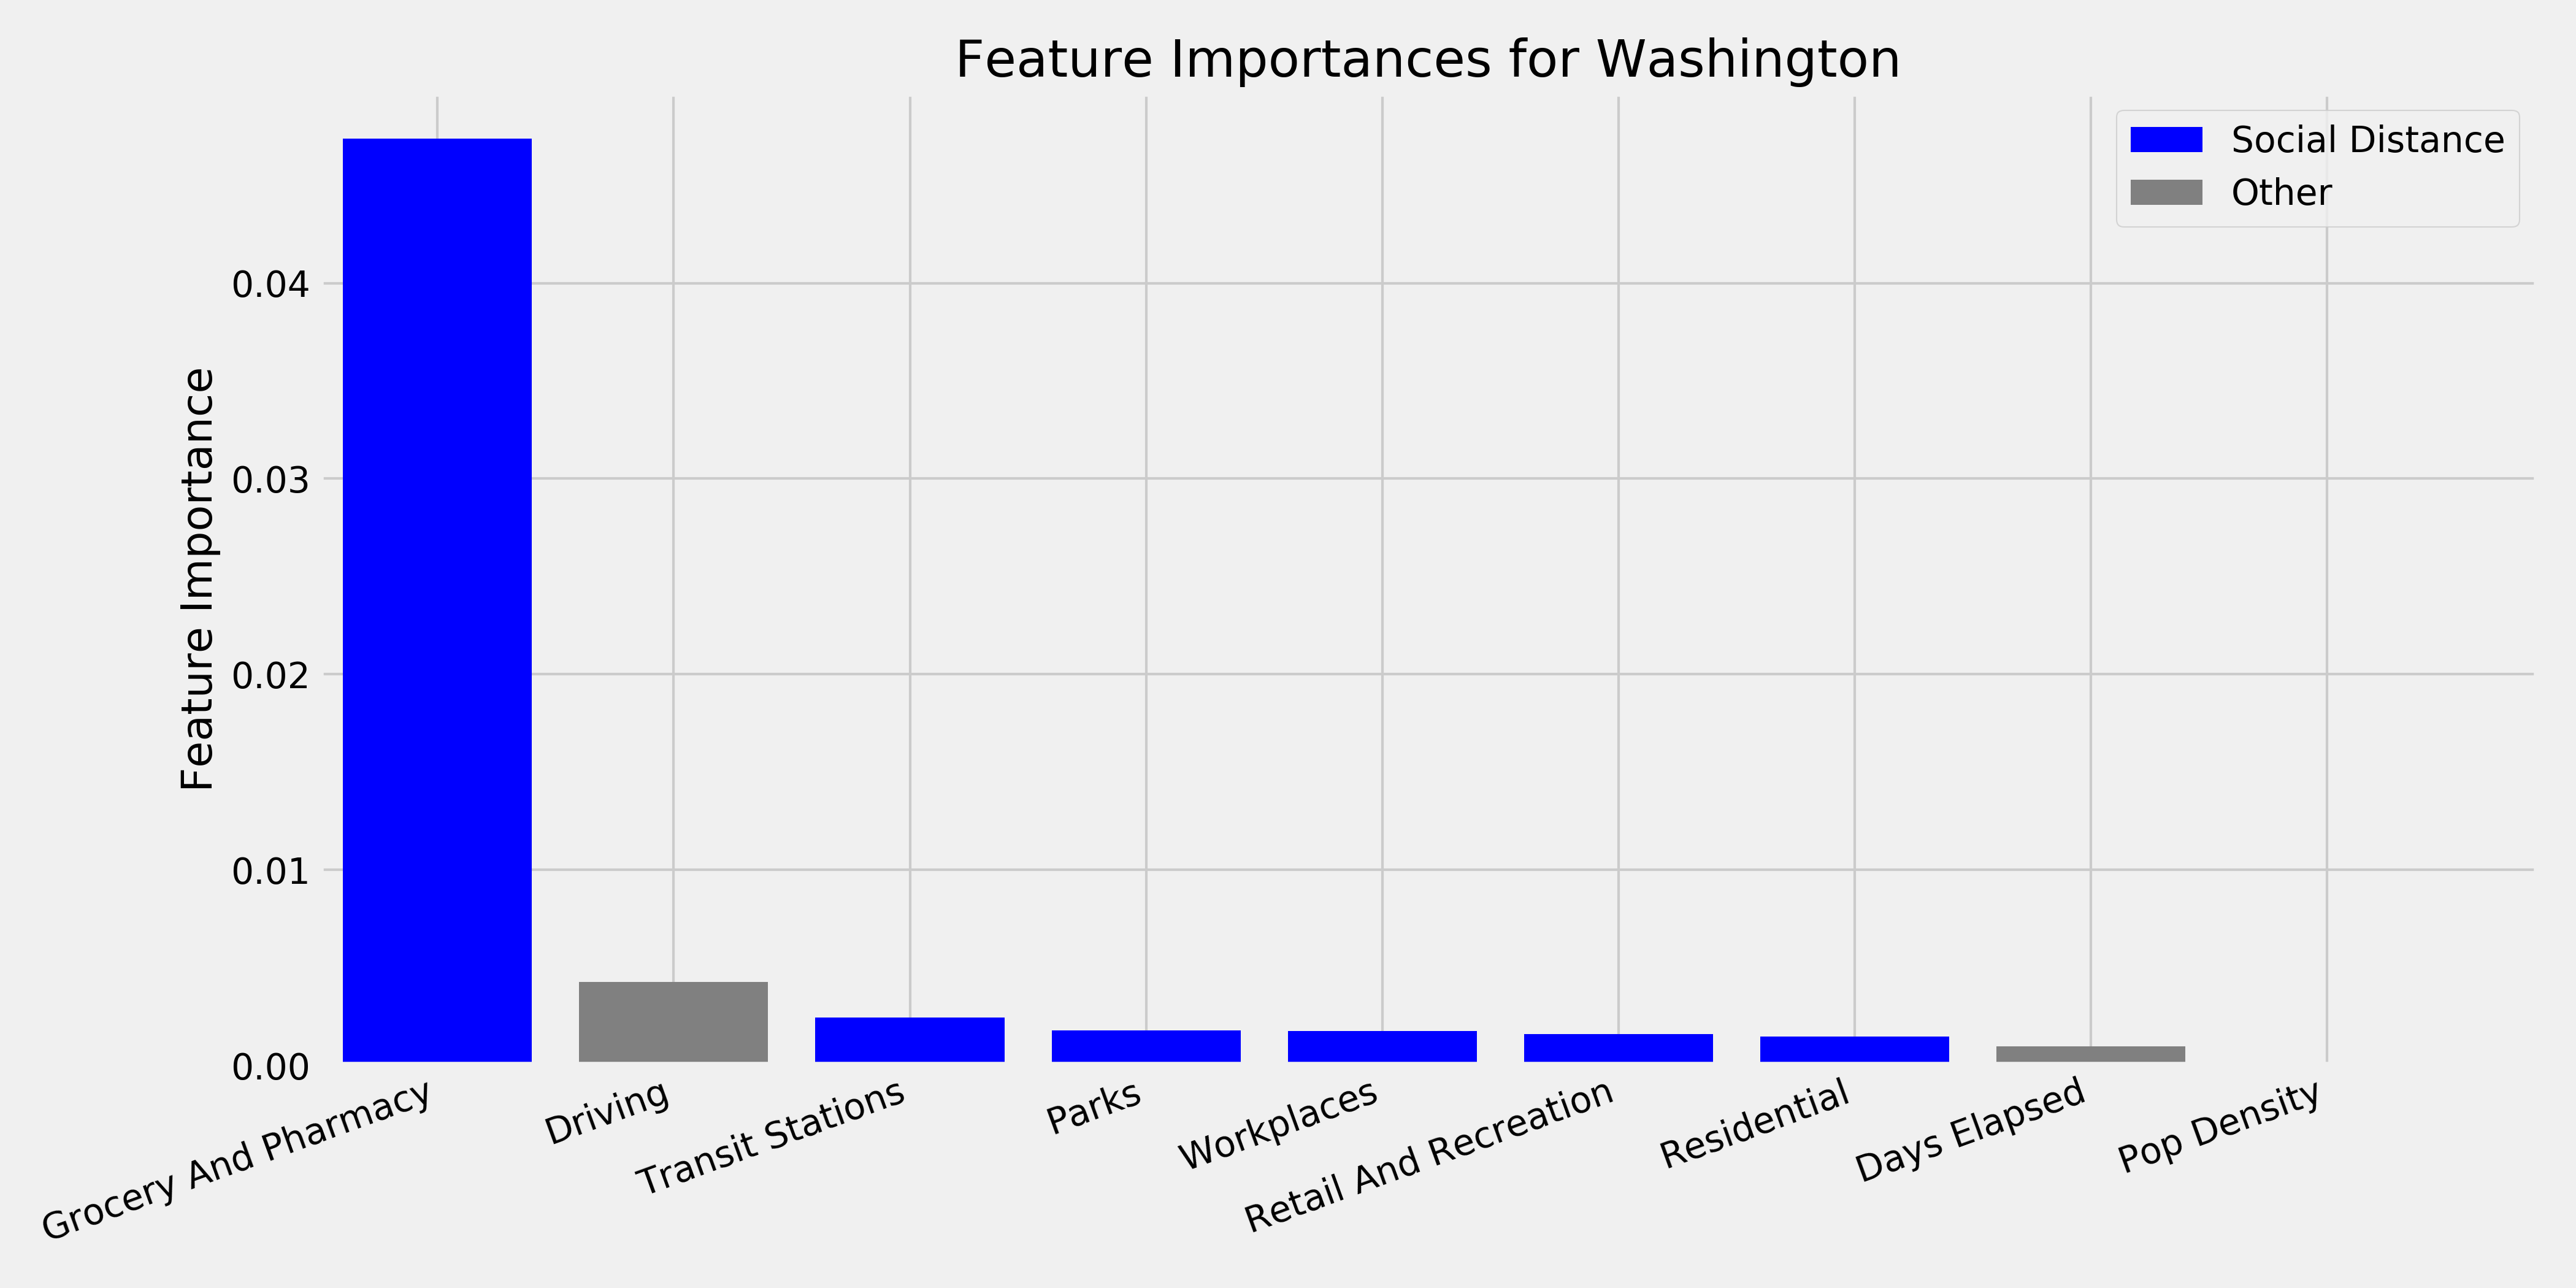 Feature Importances for Washington
Social Distance
Other
Feature Importance
0.04
0.03
0.02
0.01
0.00
Grocery And Pharmacy
Driving
Transit Stations
Parks
Workplaces
Retail And Recreation
Residential
Days Elapsed
Pop Density